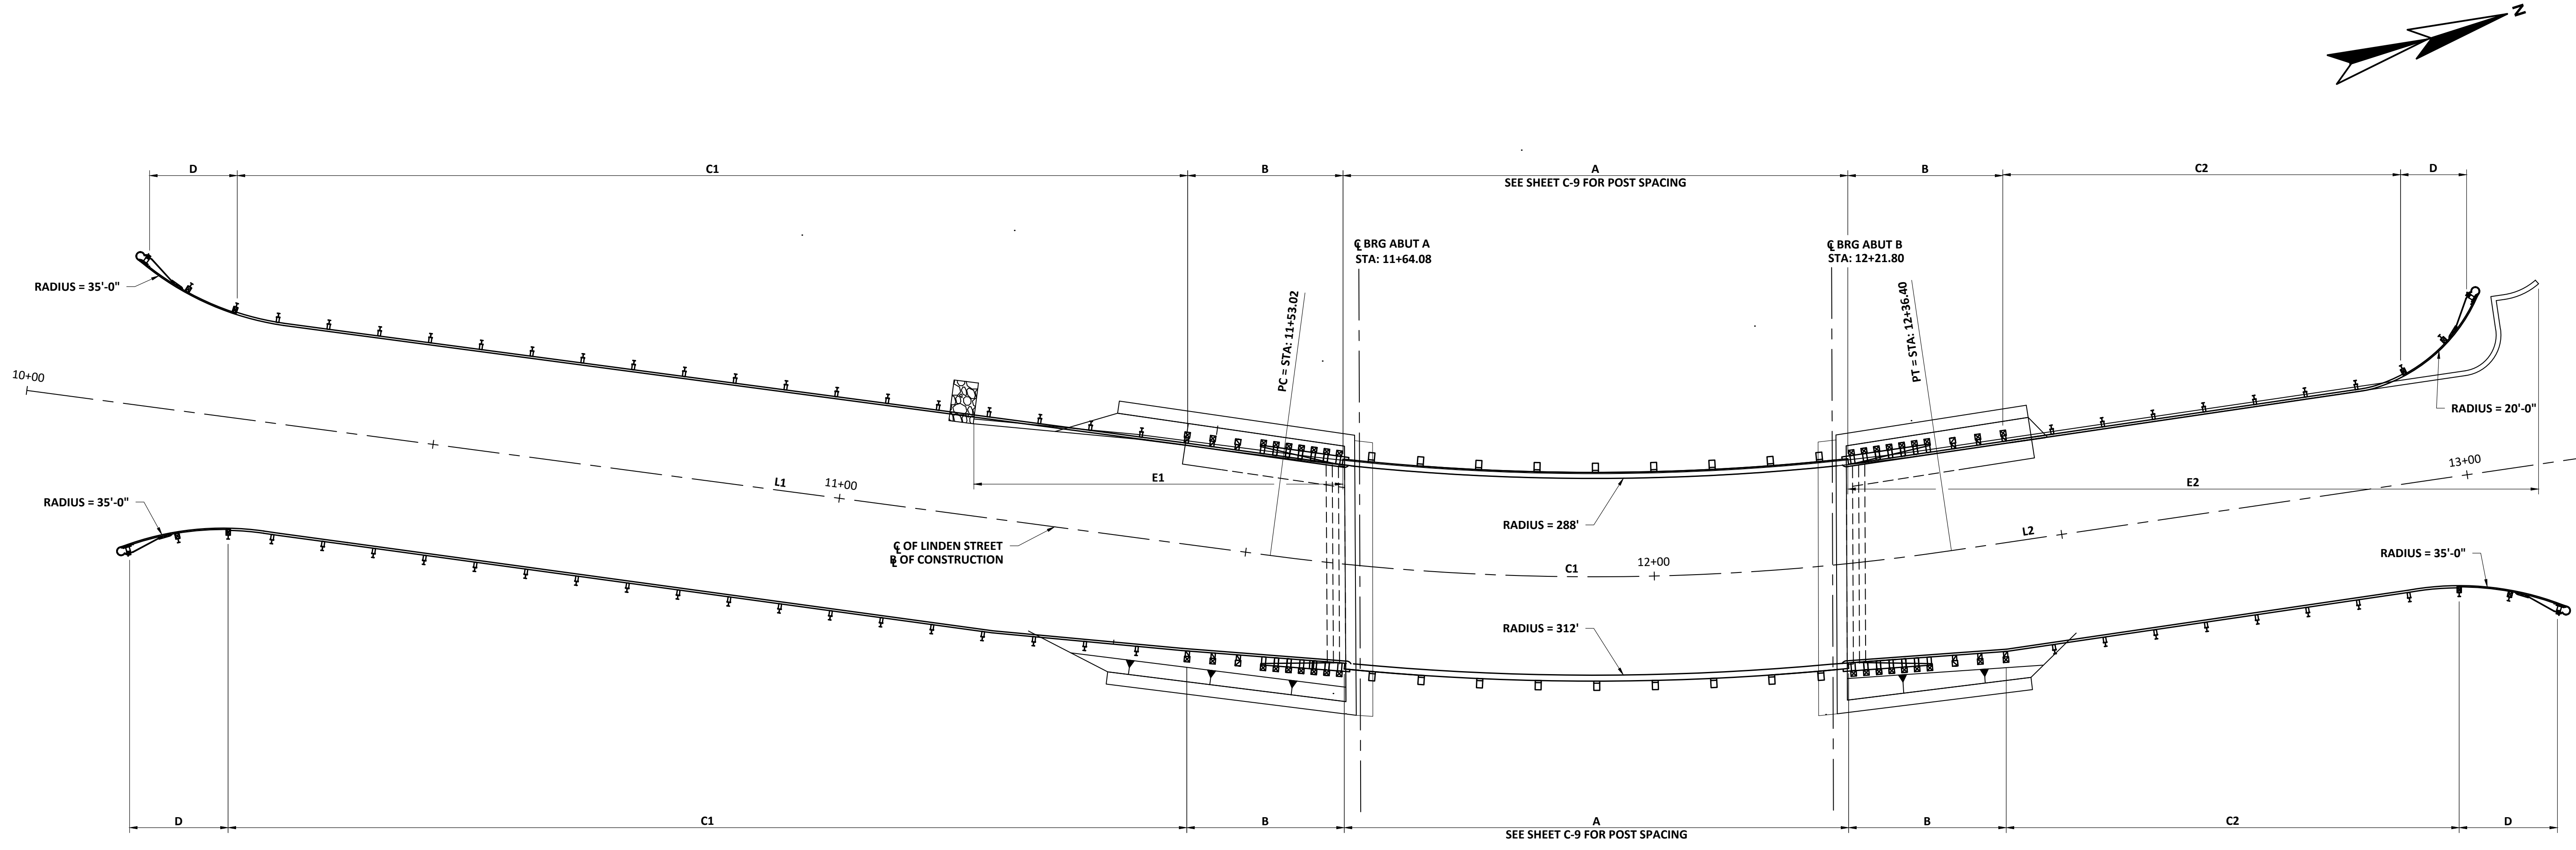 N
D
C1
B
A
B
C2
D
SEE SHEET C-9 FOR POST SPACING
℄ BRG ABUT A
STA: 11+64.08
℄ BRG ABUT B
STA: 12+21.80
RADIUS = 35'-0"
PC = STA: 11+53.02
PT = STA: 12+36.40
10+00
RADIUS = 20'-0"
13+00
L1
11+00
E1
E2
RADIUS = 35'-0"
RADIUS = 288'
L2
℄ OF LINDEN STREET
B OF CONSTRUCTION
C1
12+00
RADIUS = 35'-0"
RADIUS = 312'
D
C1
B
A
B
C2
D
SEE SHEET C-9 FOR POST SPACING